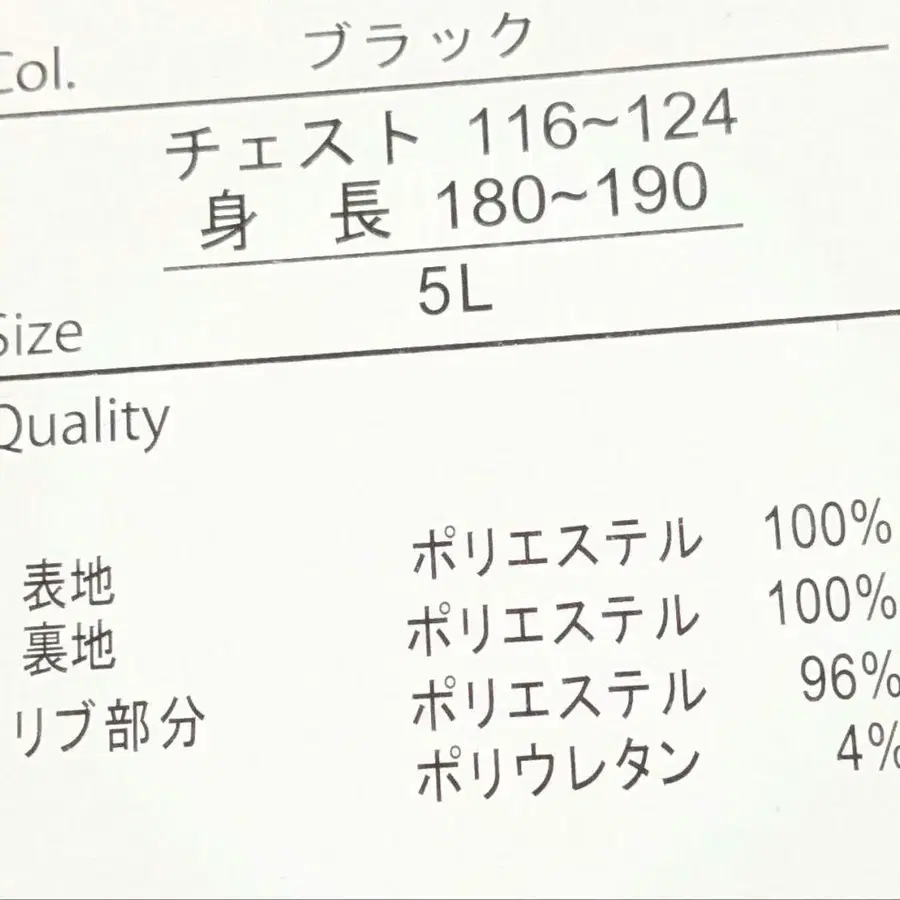 Col. ブラック
チェスト 116~124
身 長 180~190
5L
Size
Quality
表地 ポリエステル 100%
裏地 ポリエステル 100%
リブ部分 ポリエステル 96%
ポリウレタン 4%